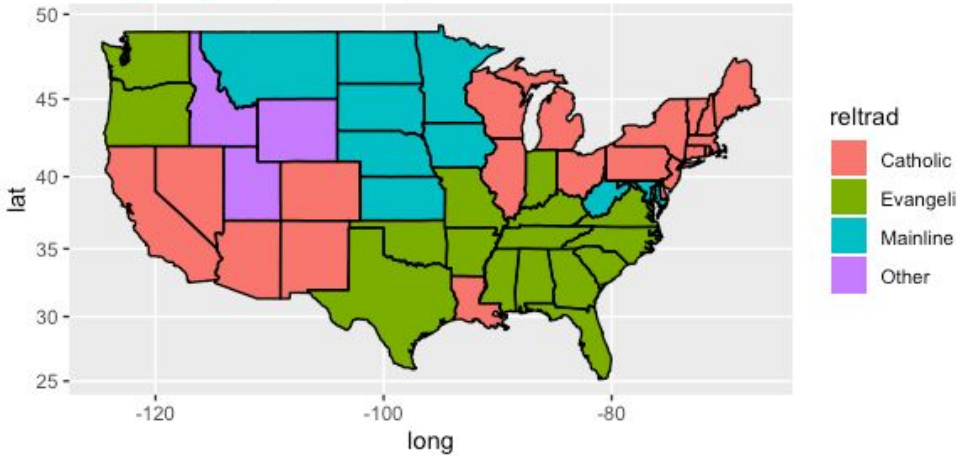 50
45
40
35
30
25
lat
-120
-100
-80
long
reltrad
Catholic
Evangeli
Mainline
Other